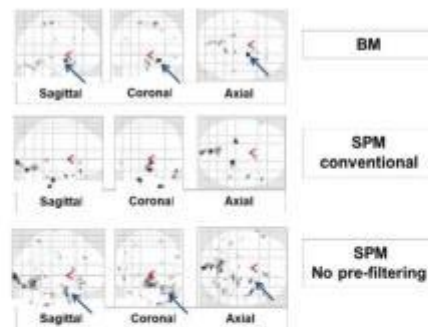 BM
Sagittal Coronal Axial
SPM
conventional
Sagittal Coronal Axial
SPM
No pre-filtering
Sagittal Coronal Axial